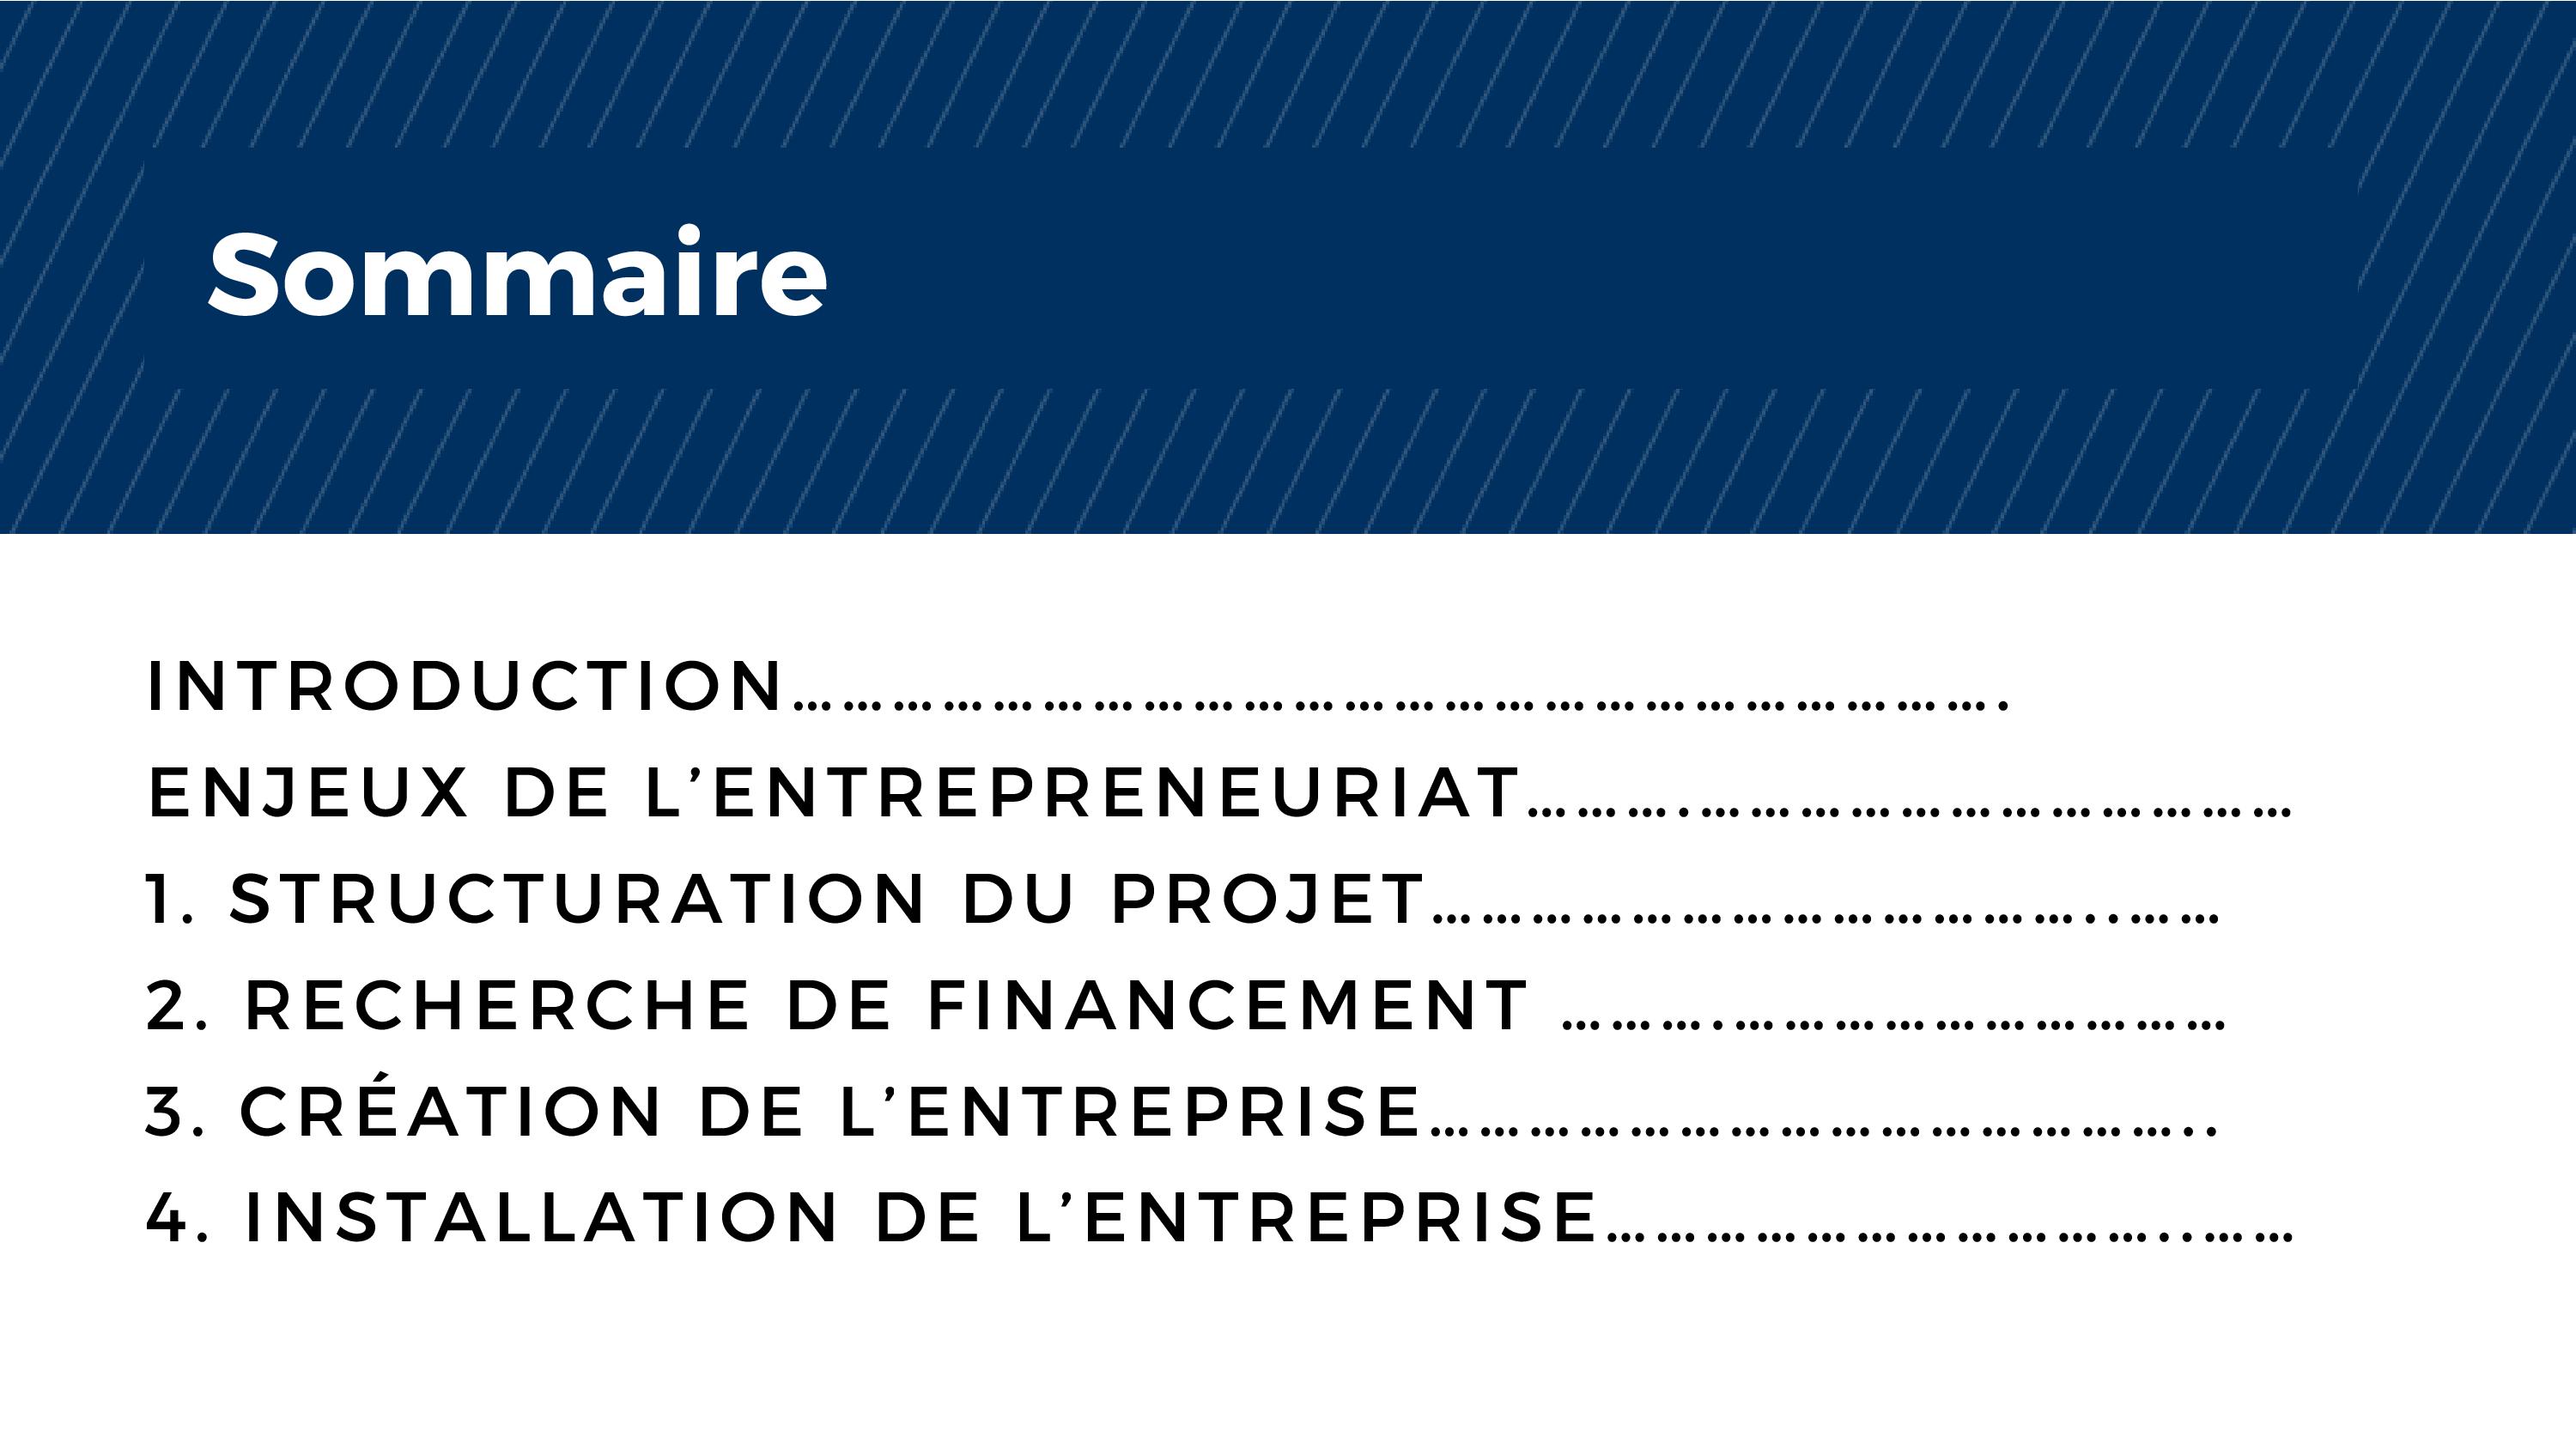 Sommaire
INTRODUCTION……………………………………………………………………….
ENJEUX DE L’ENTREPRENEURIAT……….…………………………………
1. STRUCTURATION DU PROJET……………………………………..……
2. RECHERCHE DE FINANCEMENT ……….……………………………
3. CRÉATION DE L’ENTREPRISE…………………………………………..
4. INSTALLATION DE L’ENTREPRISE………………………………..……